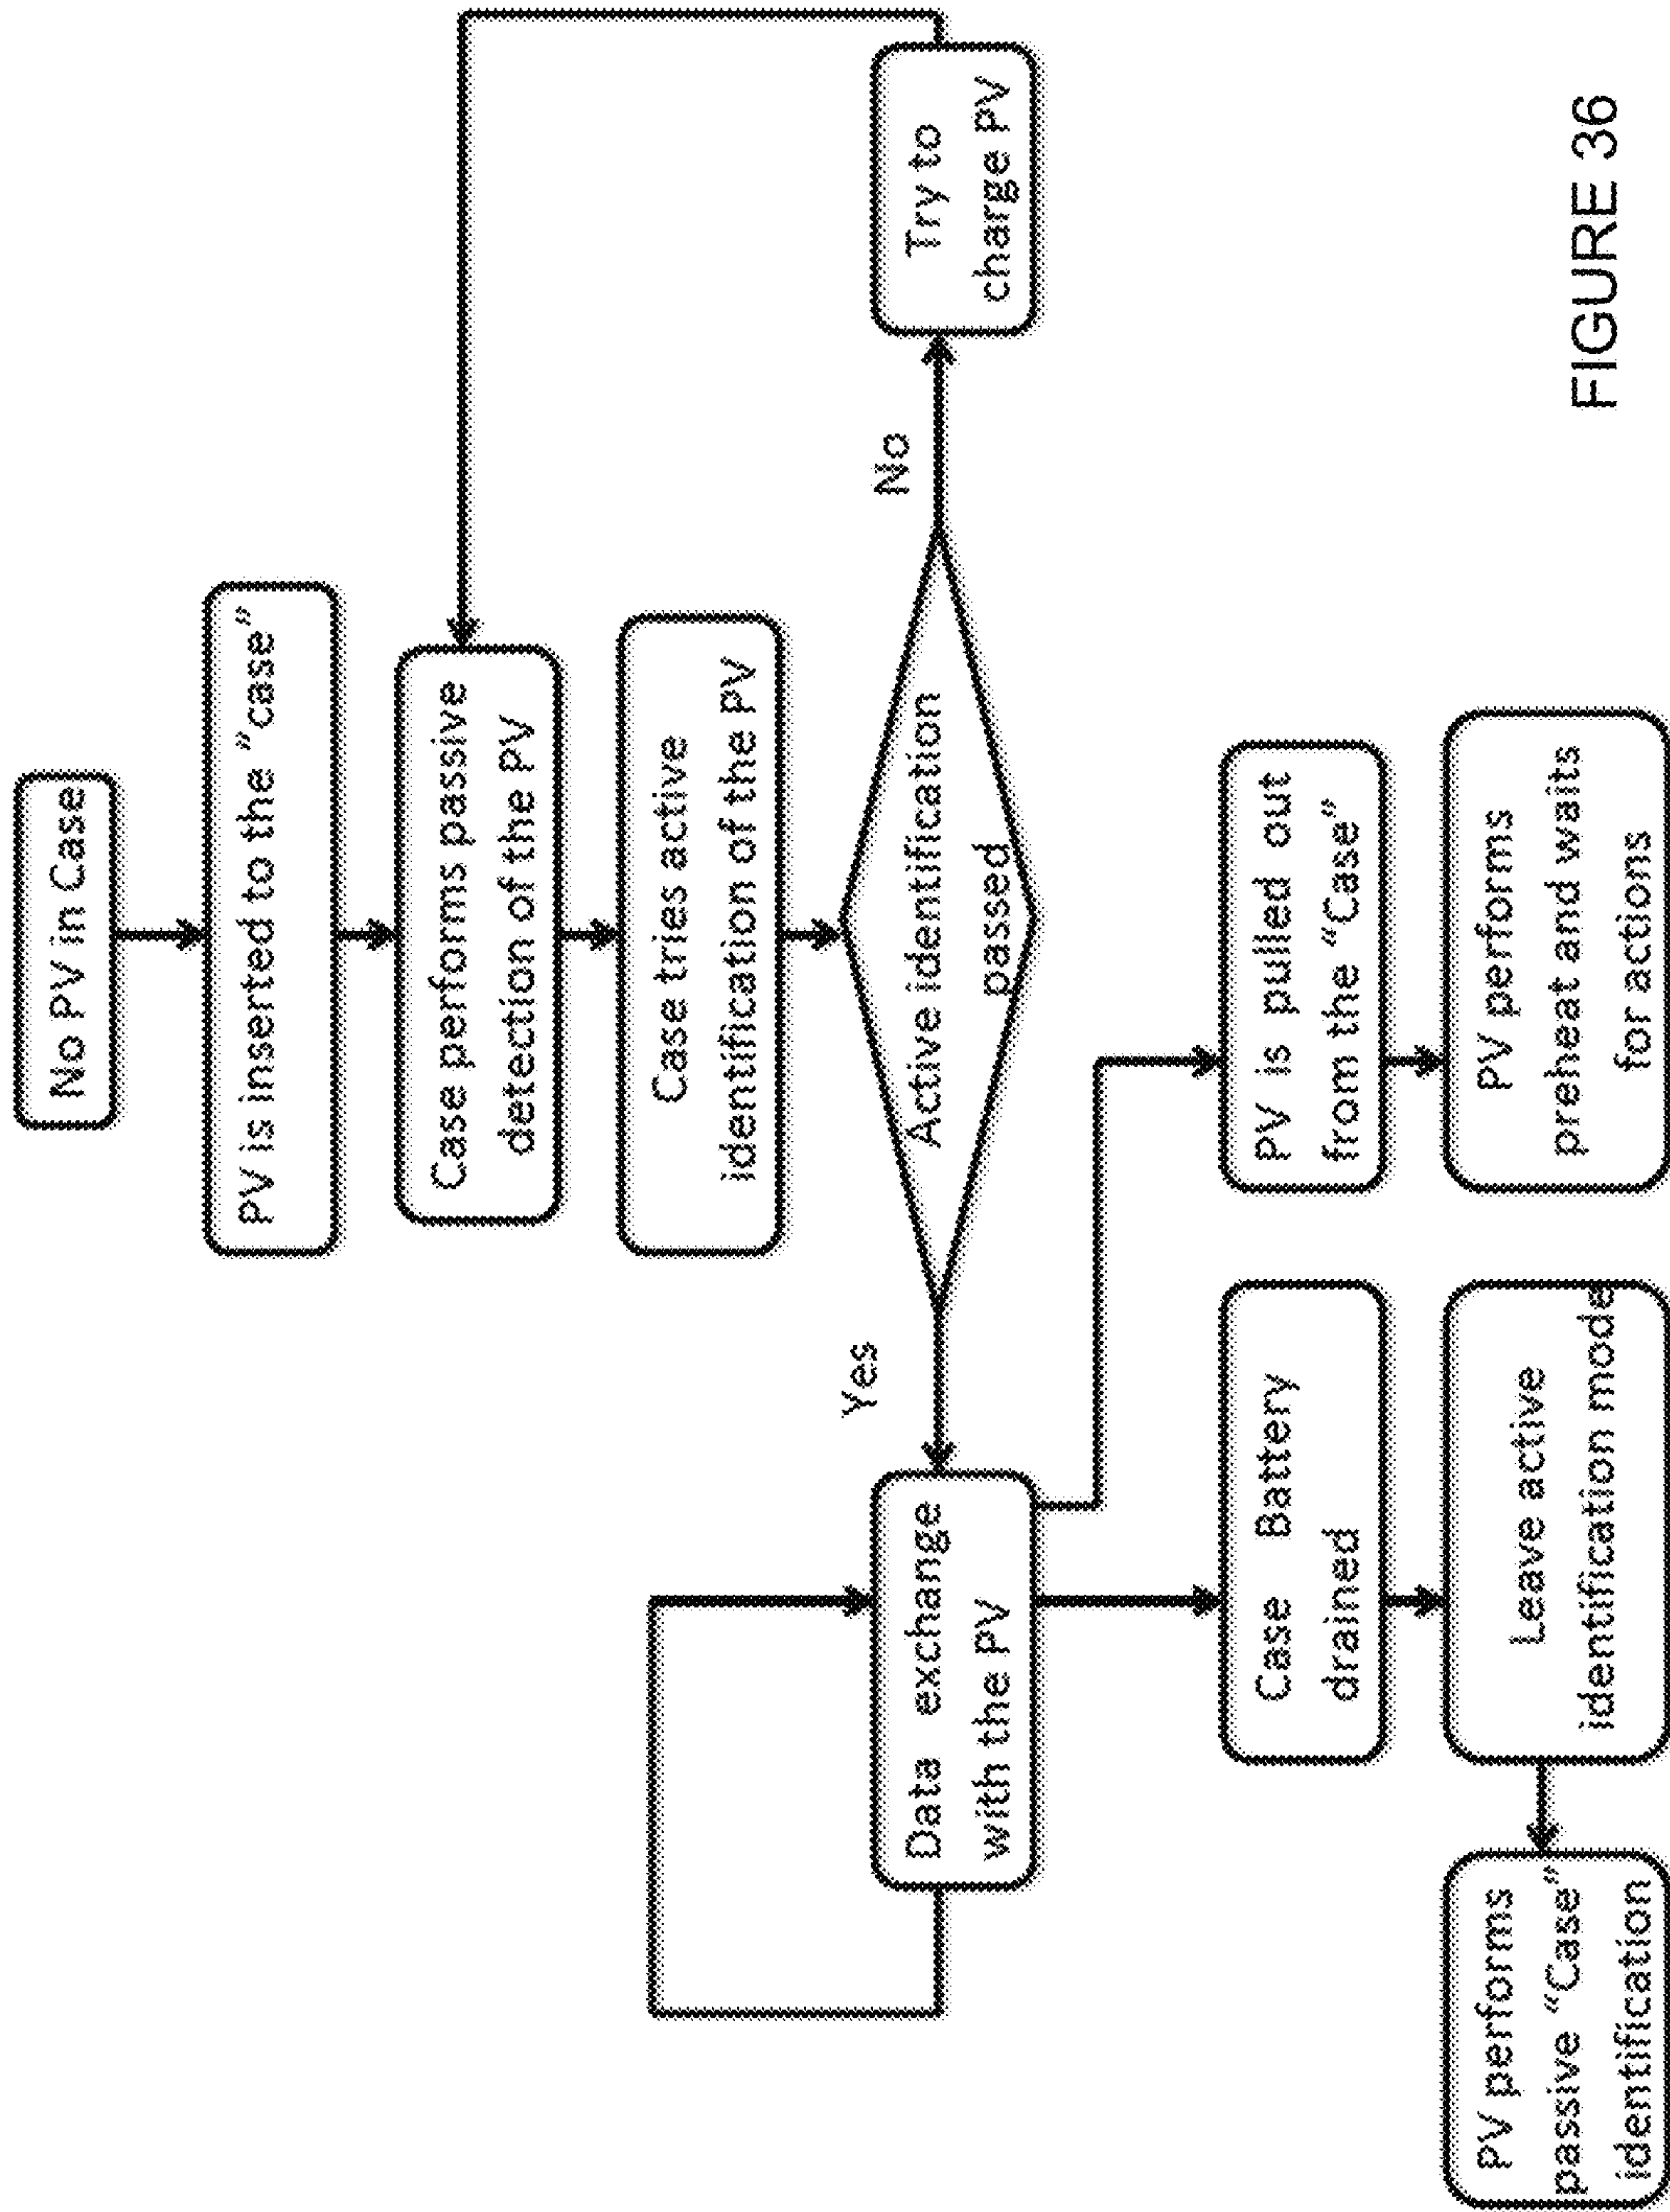 No PV in Case
PV is inserted to the "case"
Case performs passive
detection of the PV
Case tries active
identification of the PV
Active identification
passed
Yes
No
Try to
charge PV
Data exchange
with the PV
Case Battery
drained
PV is pulled out
from the "Case"
Leave active
identification mode
PV performs
preheat and waits
for actions
PV performs
passive "Case"
identification
FIGURE 36